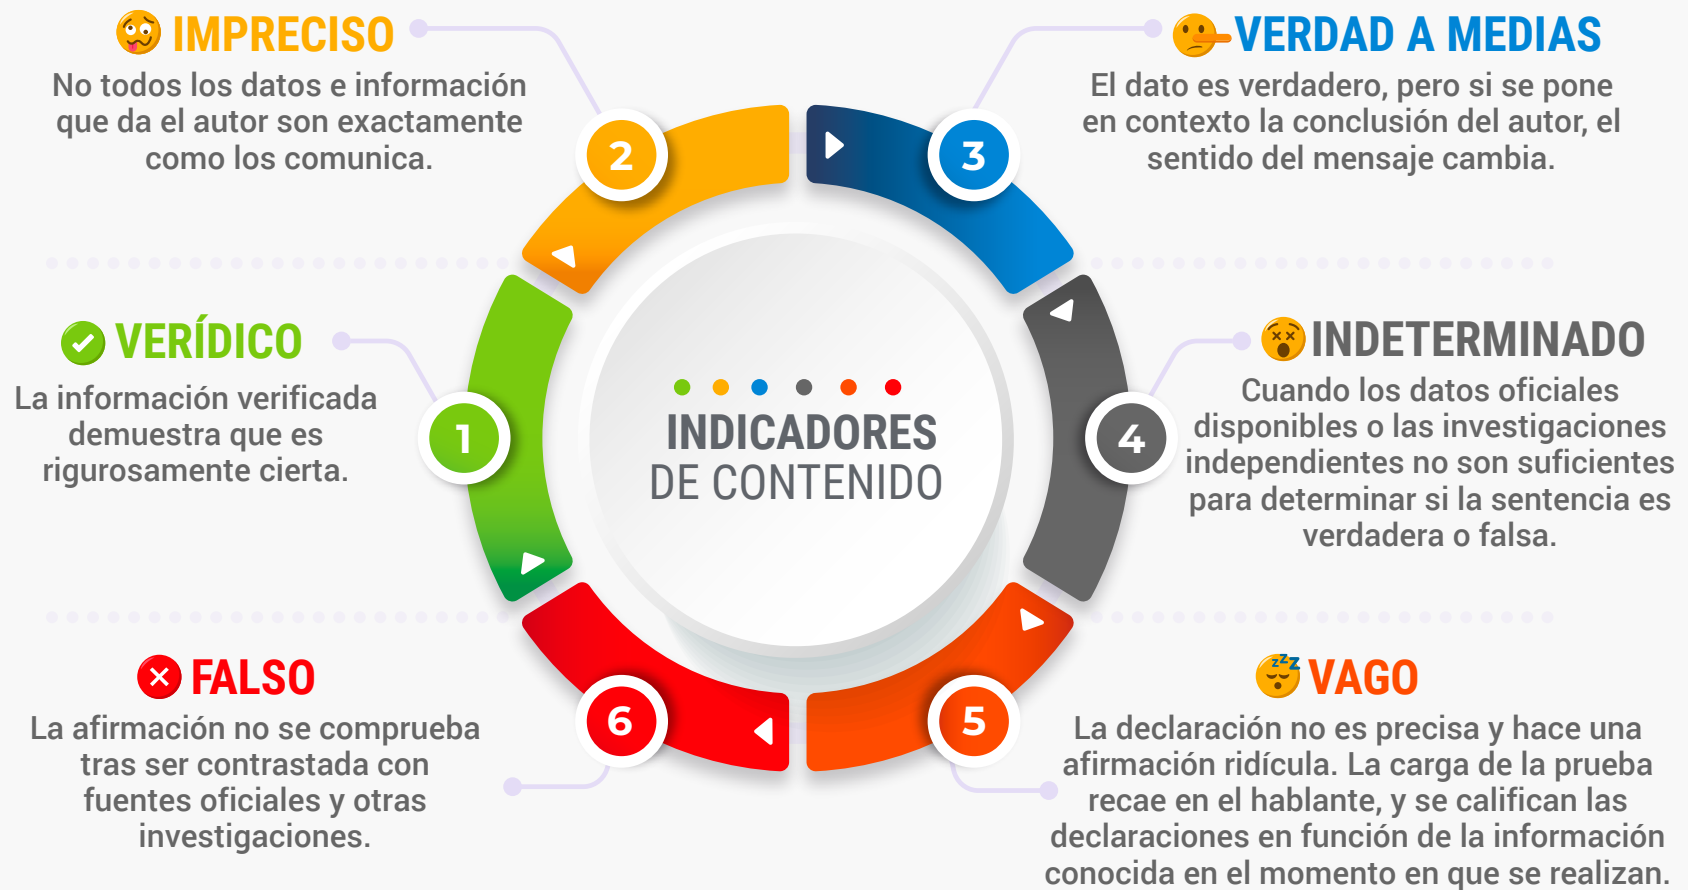 IMPRECISO
No todos los datos e información
que da el autor son exactamente
como los comunica.
2
VERDAD A MEDIAS
El dato es verdadero, pero si se pone
en contexto la conclusión del autor, el
sentido del mensaje cambia.
3
VERÍDICO
La información verificada
demuestra que es
rigurosamente cierta.
1
INDICADORES
DE CONTENIDO
INDETERMINADO
Cuando los datos oficiales
disponibles o las investigaciones
independientes no son suficientes
para determinar si la sentencia es
verdadera o falsa.
4
FALSO
La afirmación no se comprueba
tras ser contrastada con
fuentes oficiales y otras
investigaciones.
6
zzZ
VAGO
La declaración no es precisa y hace una
afirmación ridícula. La carga de la prueba
recae en el hablante, y se califican las
declaraciones en función de la información
conocida en el momento en que se realizan.
5